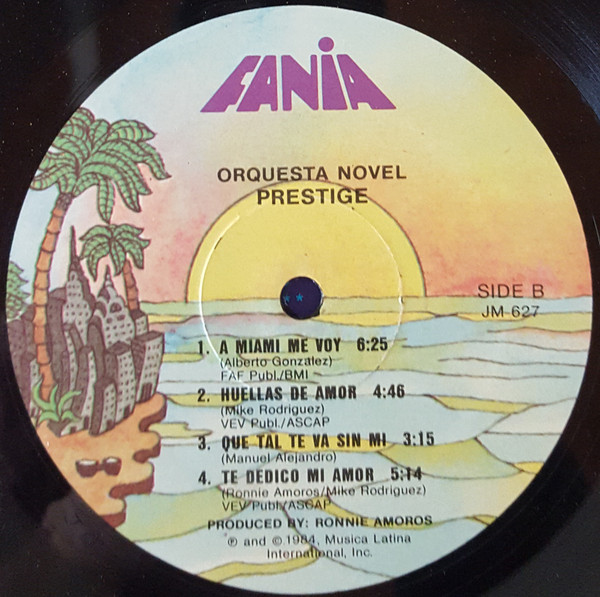 FANIA
ORQUESTA NOVEL
PRESTIGE
SIDE B
JM-627
1. A MIAMI ME VOY 6:25
(Alberto Gonzalez)
FAF Publ./BMI
2. HUELLAS DE AMOR 4:46
(Mike Rodriguez)
VEV Publ./ASCAP
3. QUE TAL TE VA SIN MI 3:15
(Manuel Alejandro)
4. TE DEDICO MI AMOR 5:14
(Ronnie Amoros/Mike Rodriguez)
VEV Publ/ASCAP
PRODUCED BY: RONNIE AMOROS
℗ and © 1984, Musica Latina
International, Inc.